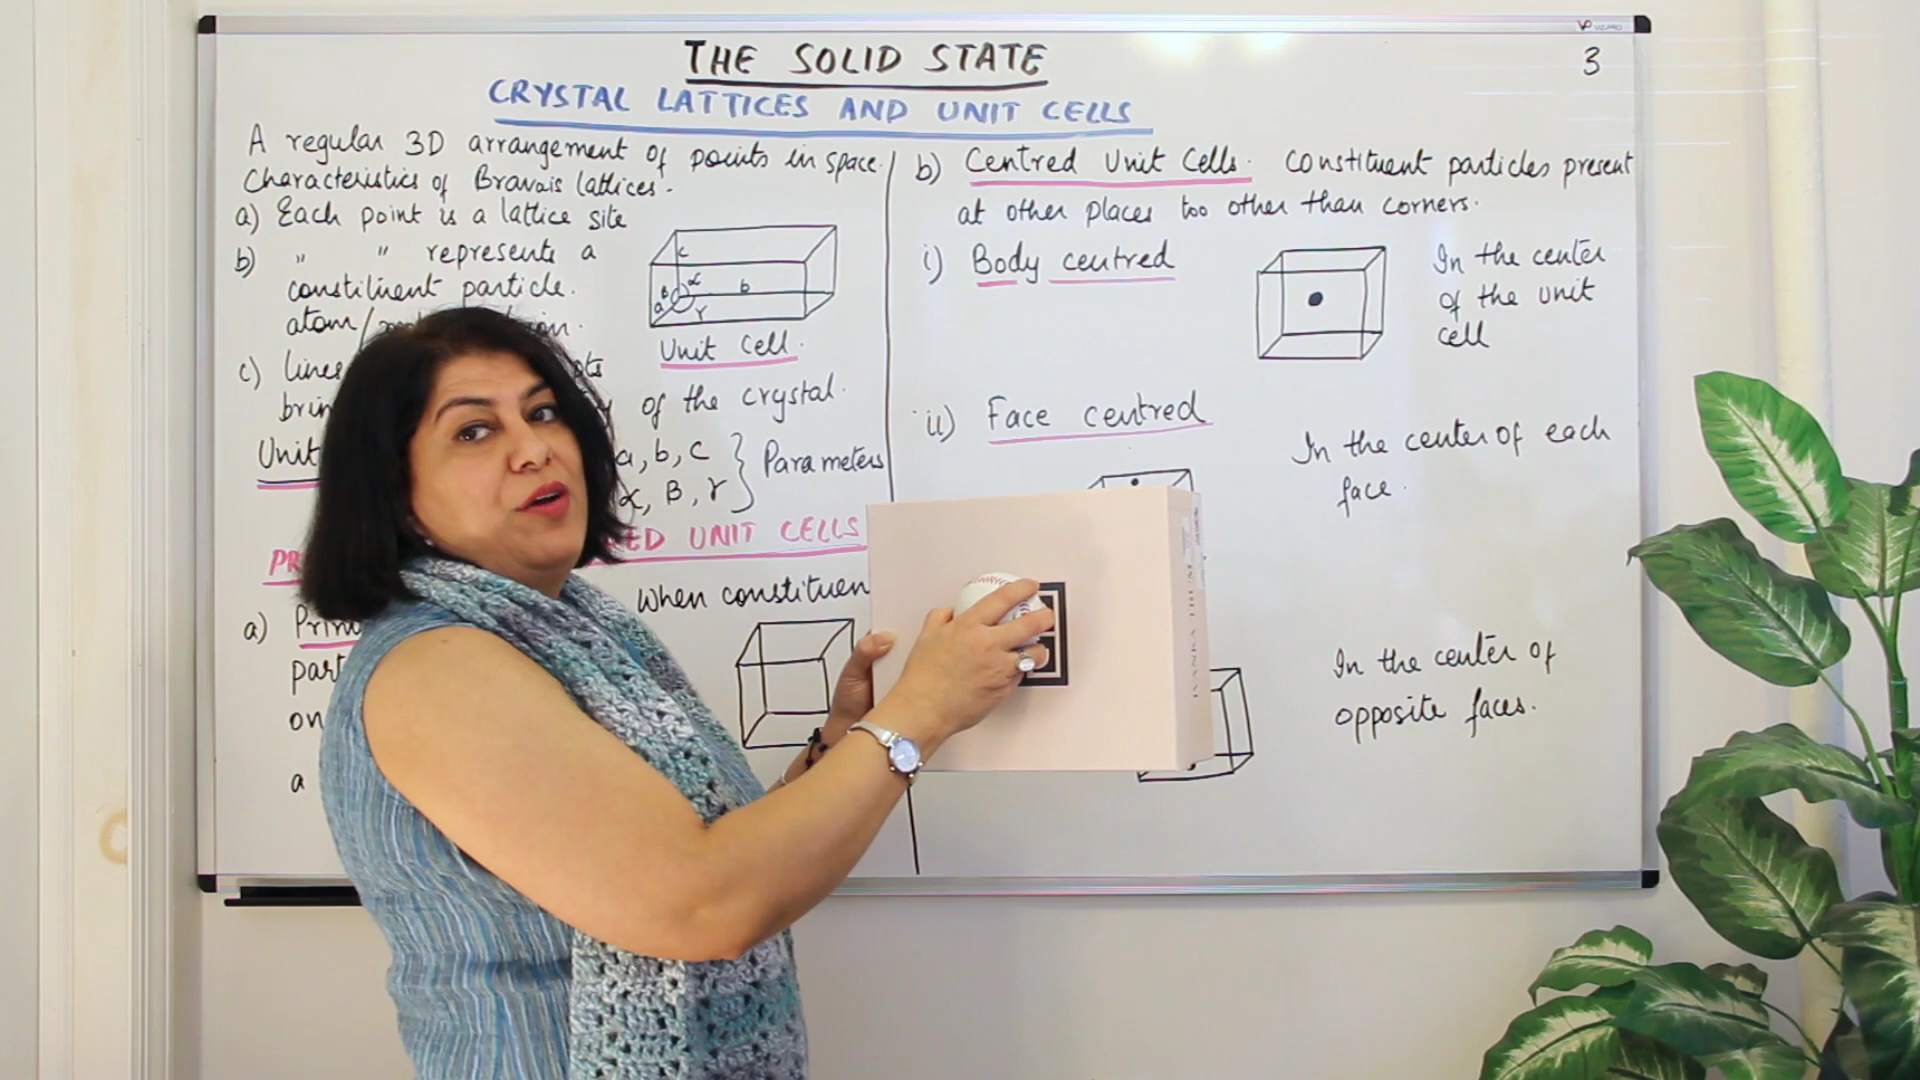 THE SOLID STATE
3
CRYSTAL LATTICES AND UNIT CELLS
A regular 3D arrangement of points in space.
Characteristics of Bravais lattices.
a) Each point is a lattice site
b) " " represents a
constituent particle.
atom/
c) lines
of the crystal.
Unit
a, b, c
α, β, γ } Parameters
c
α
β
b
a
γ
Unit Cell.
UNIT CELLS
a)
When
a
b) Centred Unit Cells. Constituent particles present
at other places too other than corners.
i) Body centred
In the center
of the unit
cell
ii) Face centred
In the center of each
face.
In the center of
opposite faces.